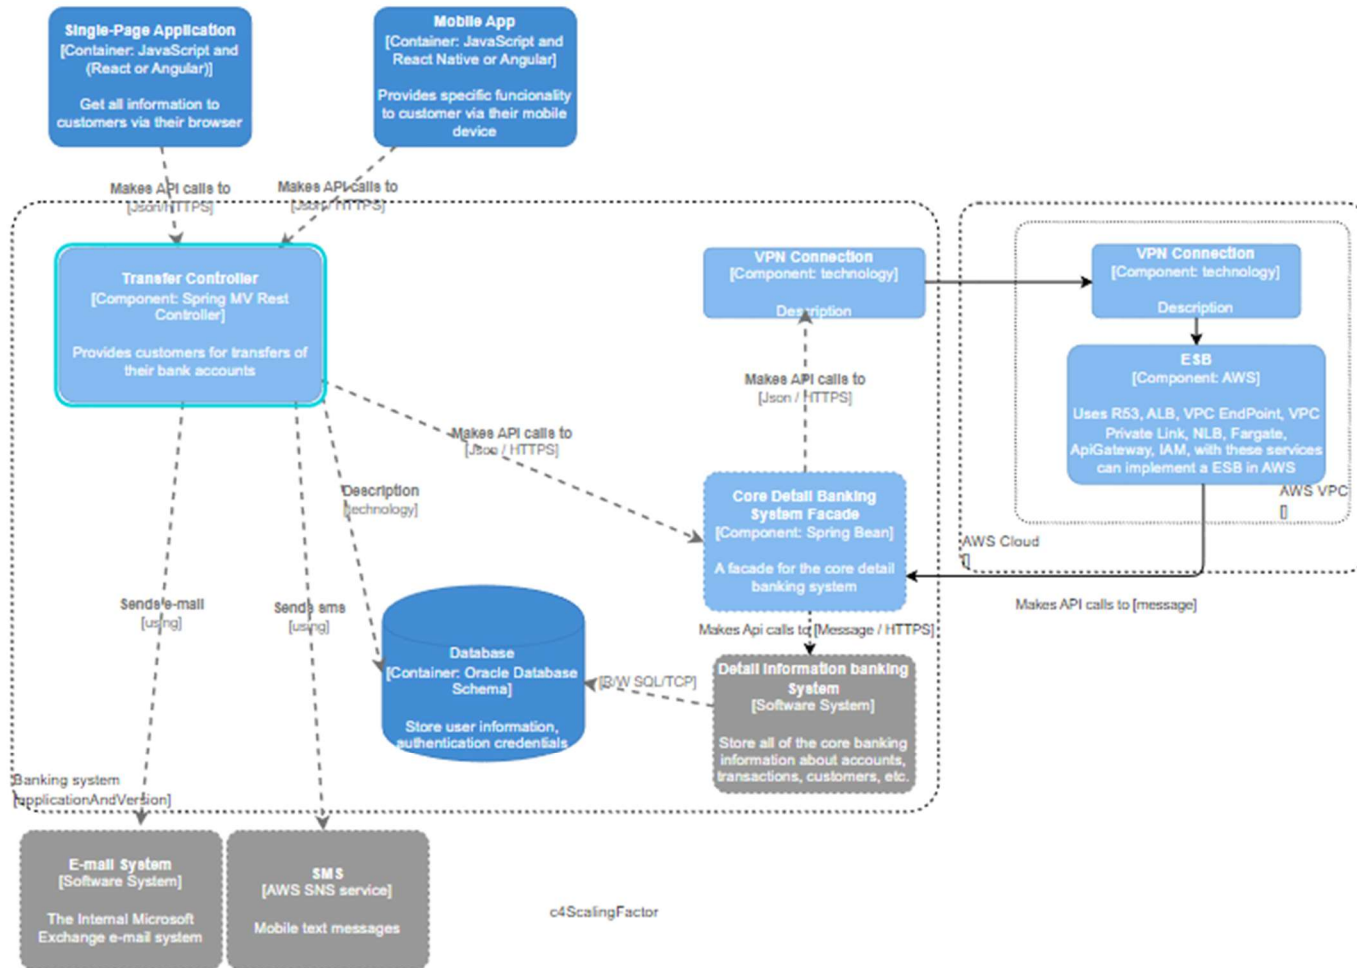 Single-Page Application
[Container: JavaScript and
(React or Angular)]
Get all information to
customers via their browser
Mobile App
[Container: JavaScript and
React Native or Angular]
Provides specific funcionality
to customer via their mobile
device
Makes API calls to
[Json/HTTPS]
Makes API calls to
[Json / HTTPS]
Transfer Controller
[Component: Spring MV Rest
Controller]
Provides customers for transfers of
their bank accounts
VPN Connection
[Component: technology]
Description
VPN Connection
[Component: technology]
Description
ESB
[Component: AWS]
Uses R53, ALB, VPC EndPoint, VPC
Private Link, NLB, Fargate,
ApiGateway, IAM, with these services
can implement a ESB in AWS
AWS VPC
[]
AWS Cloud
[]
Makes API calls to
[Json / HTTPS]
Makes API calls to
[Json / HTTPS]
Description
[technology]
Core Detail Banking
System Facade
[Component: Spring Bean]
A facade for the core detail
banking system
Makes API calls to [message]
Sends e-mail
[using]
Sends sms
[using]
Makes Api calls to [Message / HTTPS]
Database
[Container: Oracle Database
Schema]
Store user information,
authentication credentials
[R/W SQL/TCP]
Detail Information banking
System
[Software System]
Store all of the core banking
information about accounts,
transactions, customers, etc.
Banking system
[applicationAndVersion]
E-mail System
[Software System]
The Internal Microsoft
Exchange e-mail system
SMS
[AWS SNS service]
Mobile text messages
c4ScalingFactor